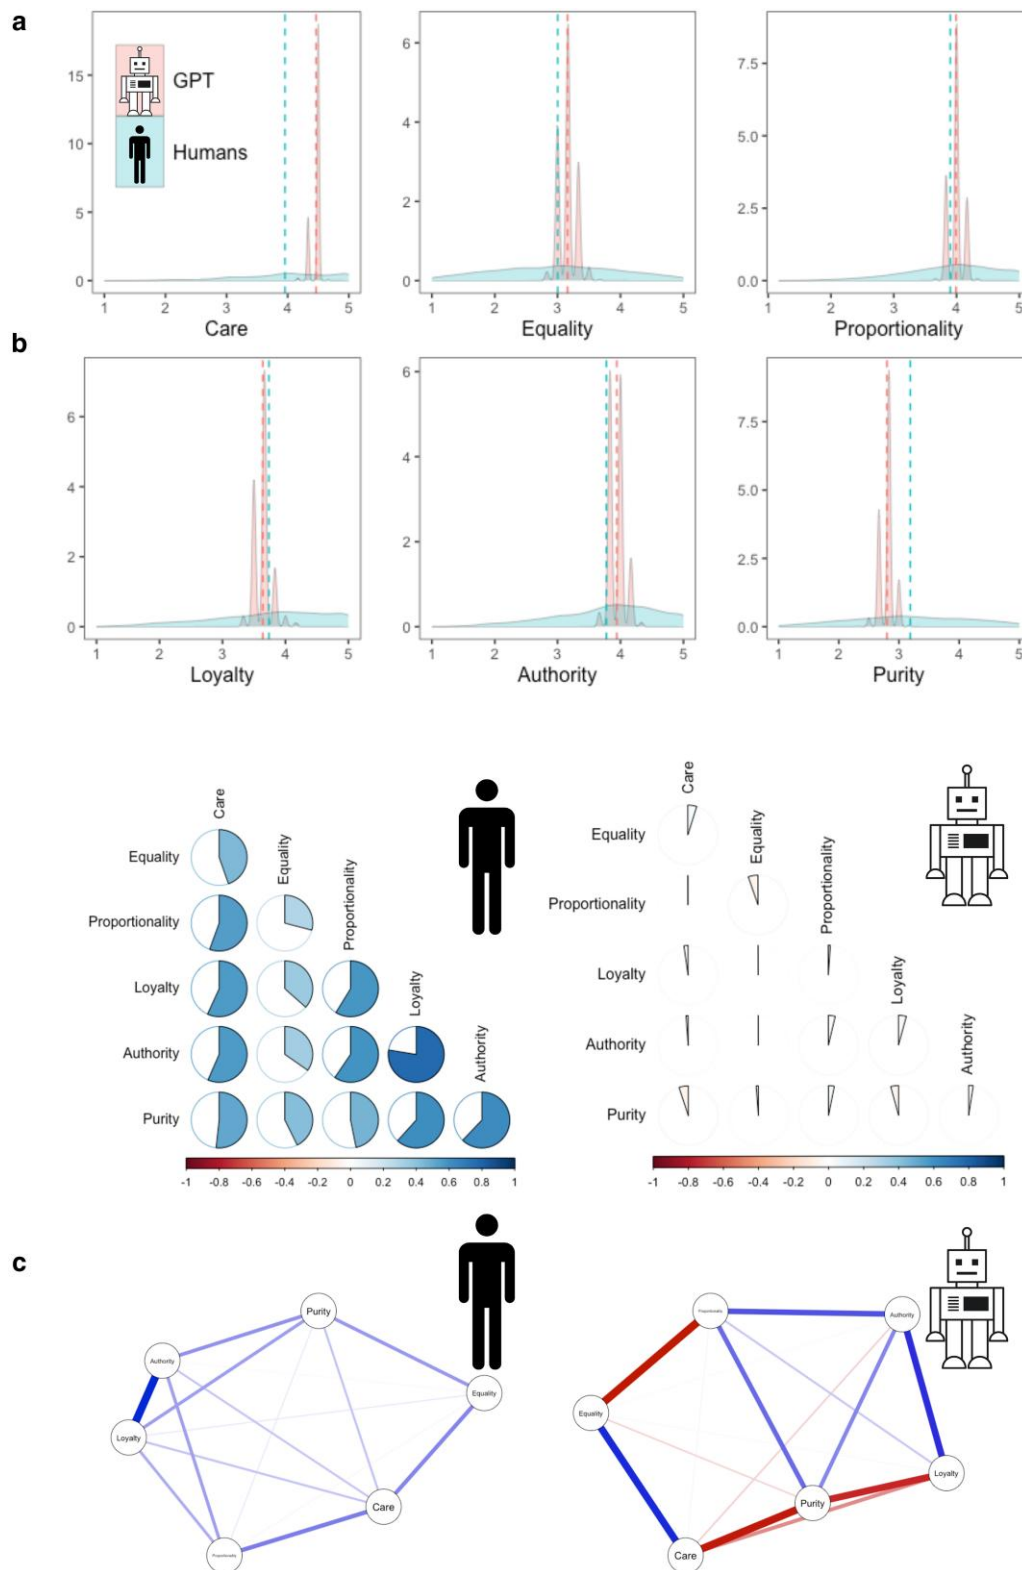 a
GPT
Humans
15
10
5
0
1 2 3 4 5
Care
6
4
2
0
1 2 3 4 5
Equality
7.5
5.0
2.5
0.0
1 2 3 4 5
Proportionality
b
6
4
2
0
1 2 3 4 5
Loyalty
6
4
2
0
1 2 3 4 5
Authority
7.5
5.0
2.5
0.0
1 2 3 4 5
Purity
Care
Equality
Equality
Proportionality
Proportionality
Loyalty
Loyalty
Authority
Authority
Purity
-1 -0.8 -0.6 -0.4 -0.2 0 0.2 0.4 0.6 0.8 1
Care
Equality
Equality
Proportionality
Proportionality
Loyalty
Loyalty
Authority
Authority
Purity
-1 -0.8 -0.6 -0.4 -0.2 0 0.2 0.4 0.6 0.8 1
c
Purity
Authority
Equality
Loyalty
Care
Proportionality
Proportionality
Authority
Equality
Loyalty
Purity
Care